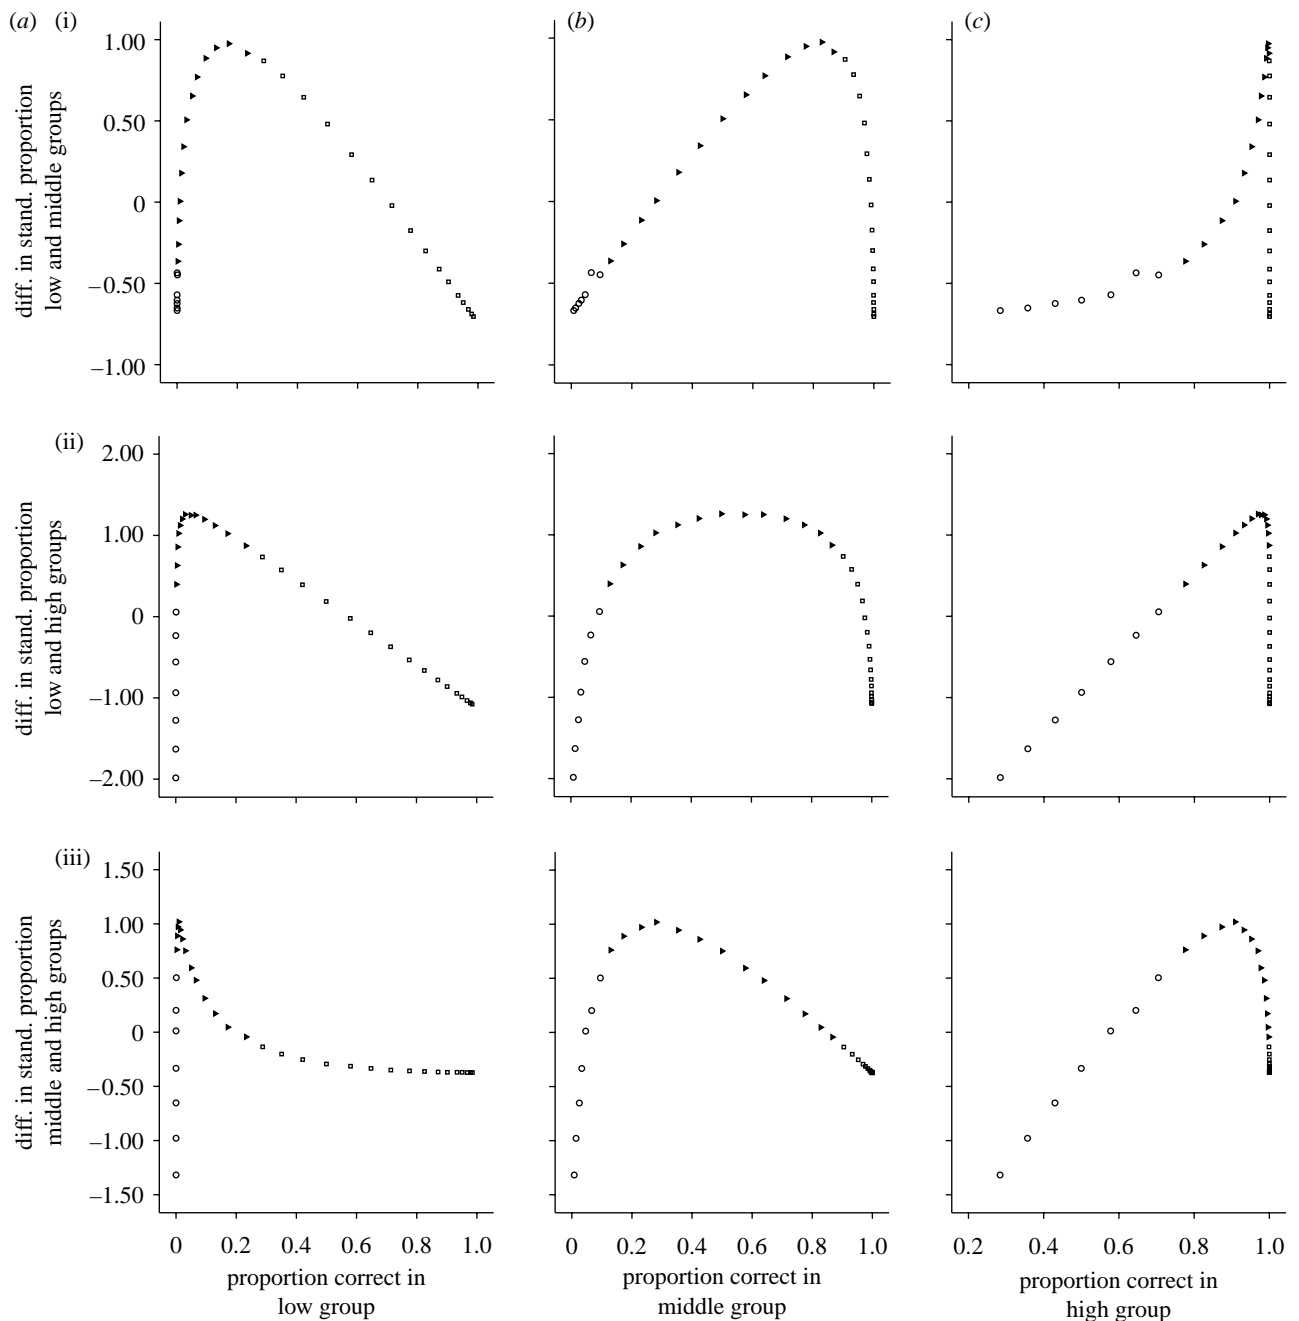 (a) (i) (b) (c)
diff. in stand. proportion
low and middle groups
1.00
0.50
0
–0.50
–1.00
(ii)
diff. in stand. proportion
low and high groups
2.00
1.00
0
–1.00
–2.00
(iii)
diff. in stand. proportion
middle and high groups
1.50
1.00
0.50
0
–0.50
–1.00
–1.50
0 0.2 0.4 0.6 0.8 1.0
proportion correct in
low group
0 0.2 0.4 0.6 0.8 1.0
proportion correct in
middle group
0.2 0.4 0.6 0.8 1.0
proportion correct in
high group